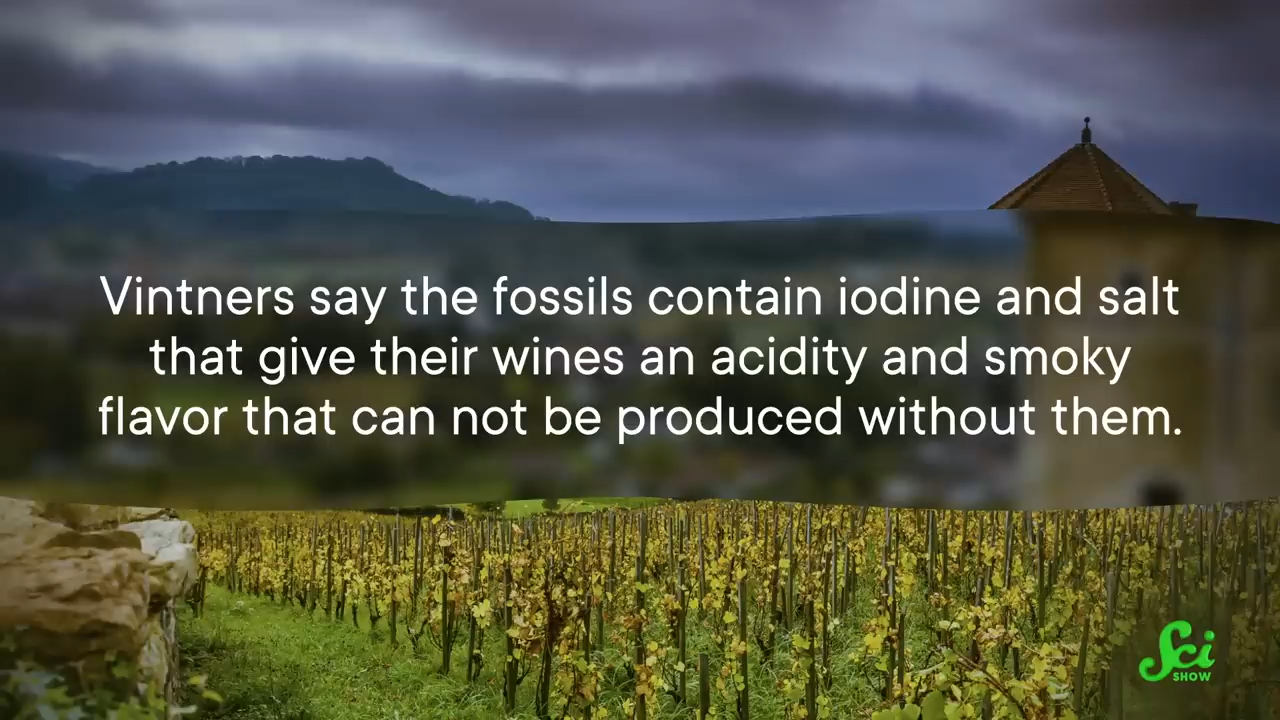 Vintners say the fossils contain iodine and salt
that give their wines an acidity and smoky
flavor that can not be produced without them.
Sci
SHOW